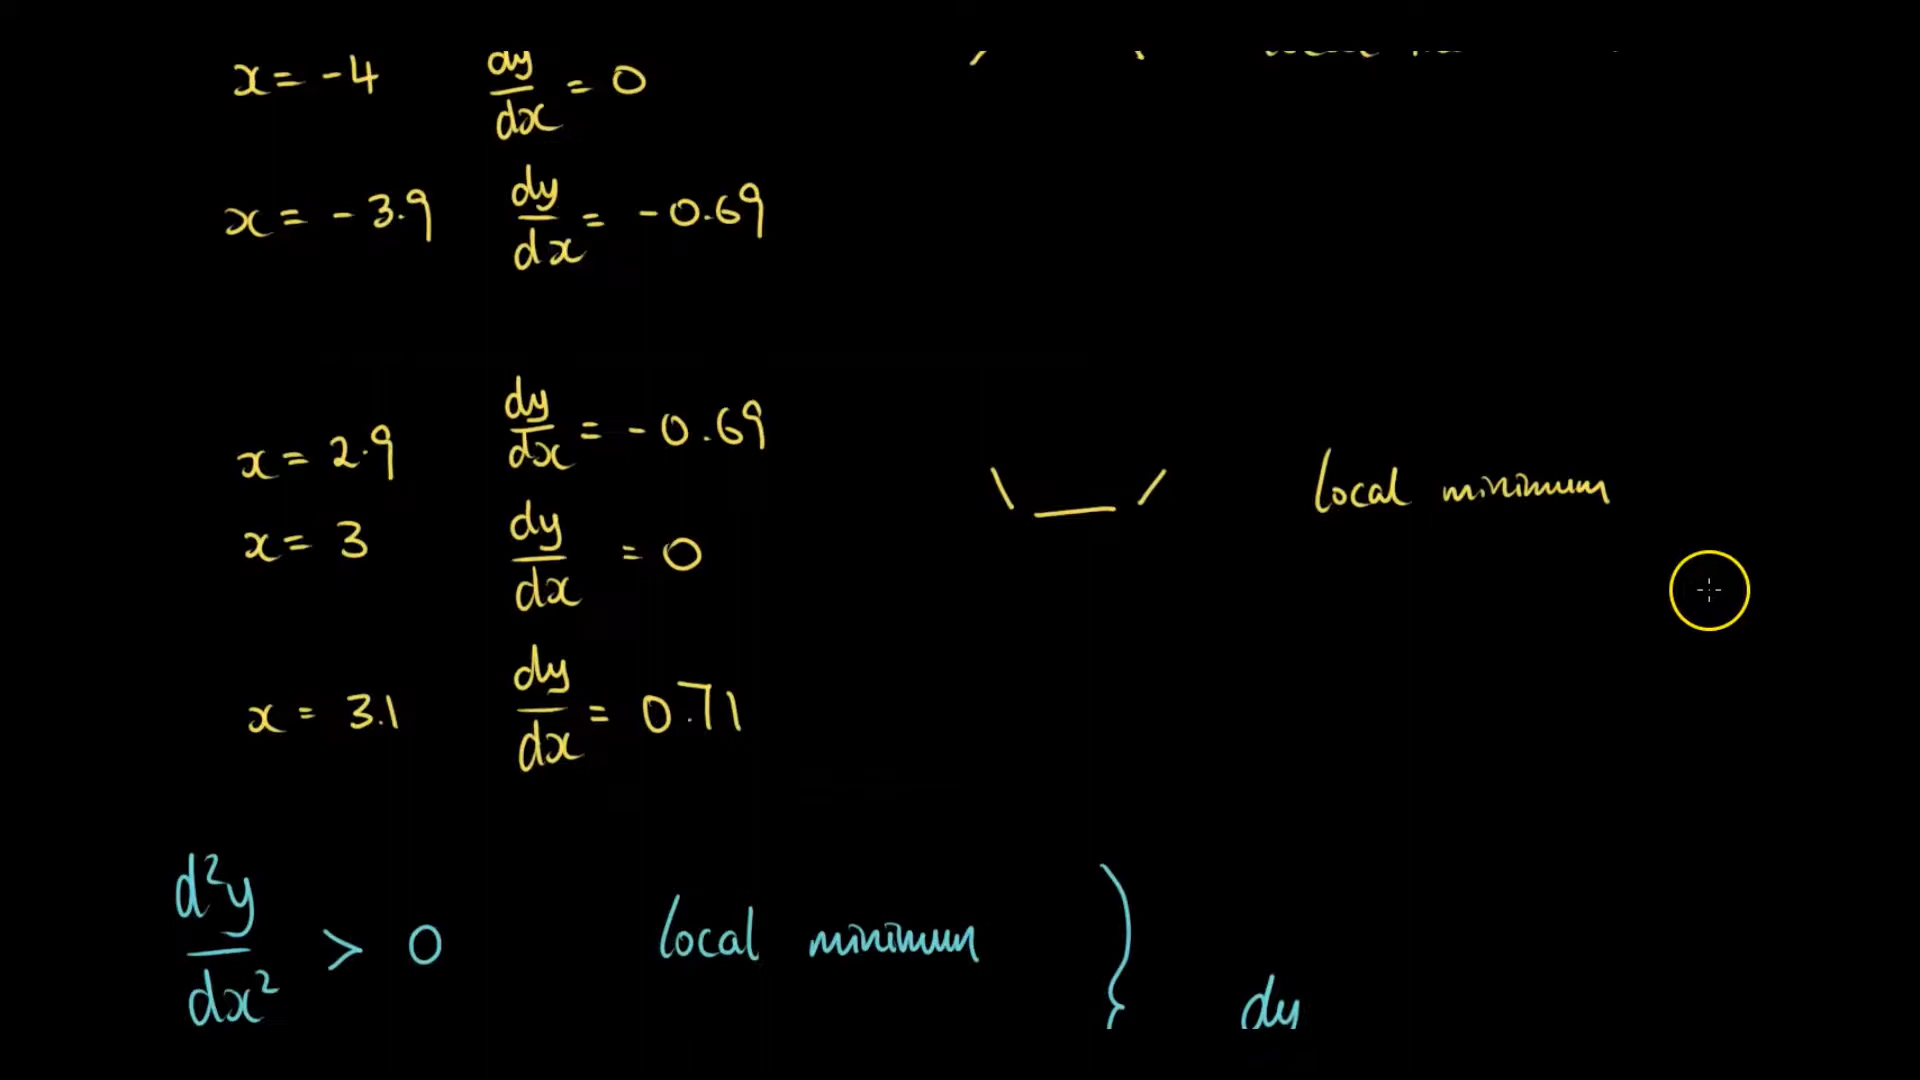 x = -4 dy/dx = 0
x = -3.9 dy/dx = -0.69
x = 2.9 dy/dx = -0.69
local minimum
x = 3 dy/dx = 0
x = 3.1 dy/dx = 0.71
d²y/dx² > 0 local minimum }
dy